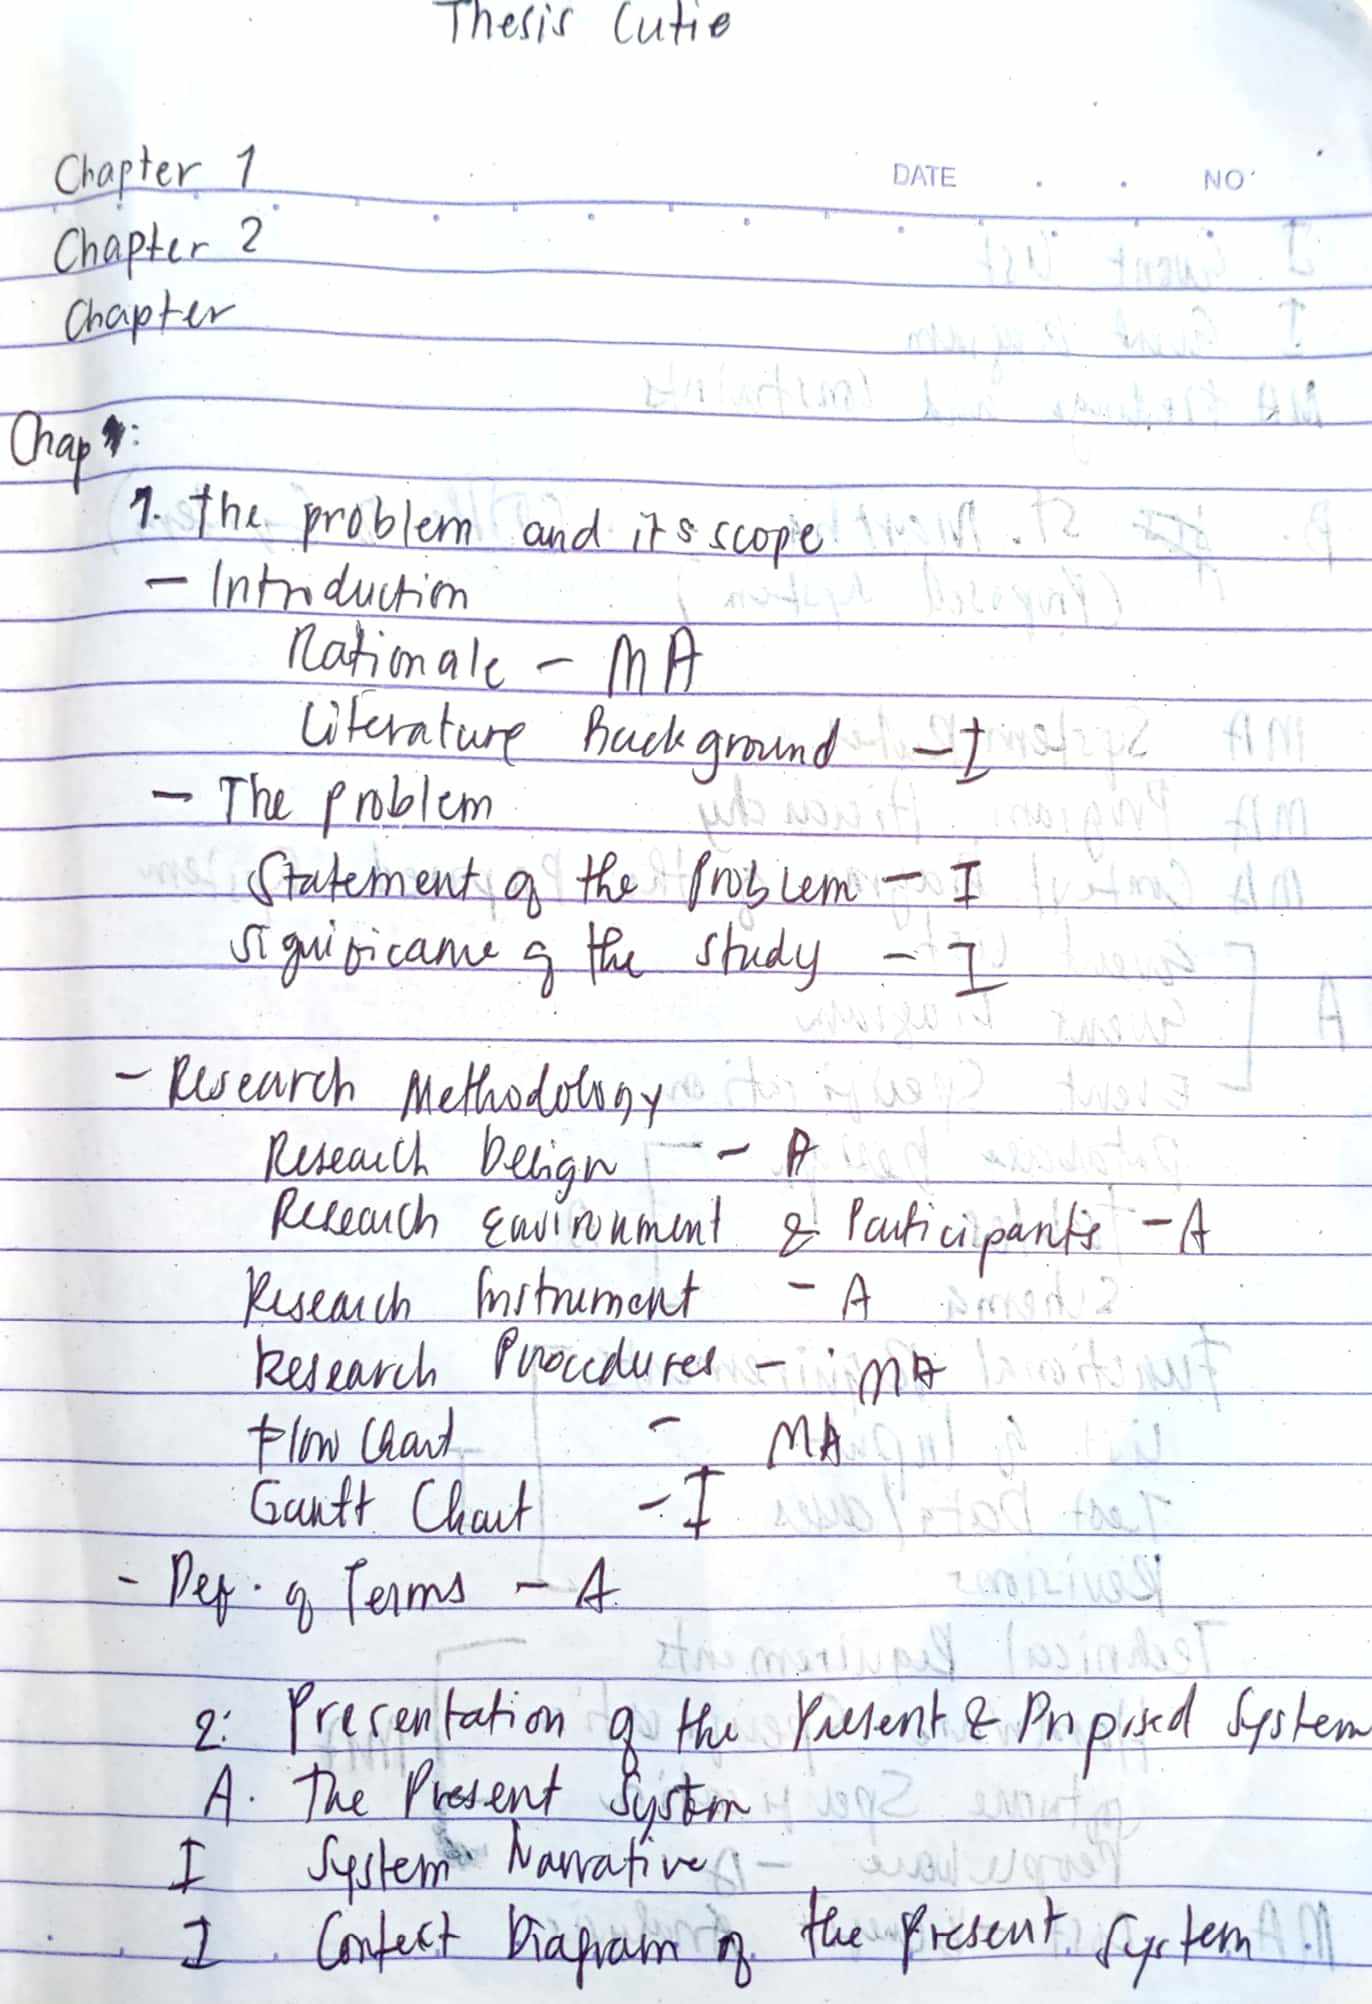 Thesis Cutie
Chapter 1
DATE . . NO.
Chapter 2
Chapter
Chap :
1. the problem and it's scope
– Introduction
Rationale – MA
Literature Background – I
– The problem
Statement of the Problem – I
Significance of the study – I
– Research Methodology
Research Design – A
Research Environment & Participants – A
Research Instrument – A
Research Procedures – MA
Flow Chart – MA
Gantt Chart – I
– Def. of Terms – A
2: Presentation of the Present & Proposed System
A. The Present System
I System Narrative
I Context Diagram of the present System